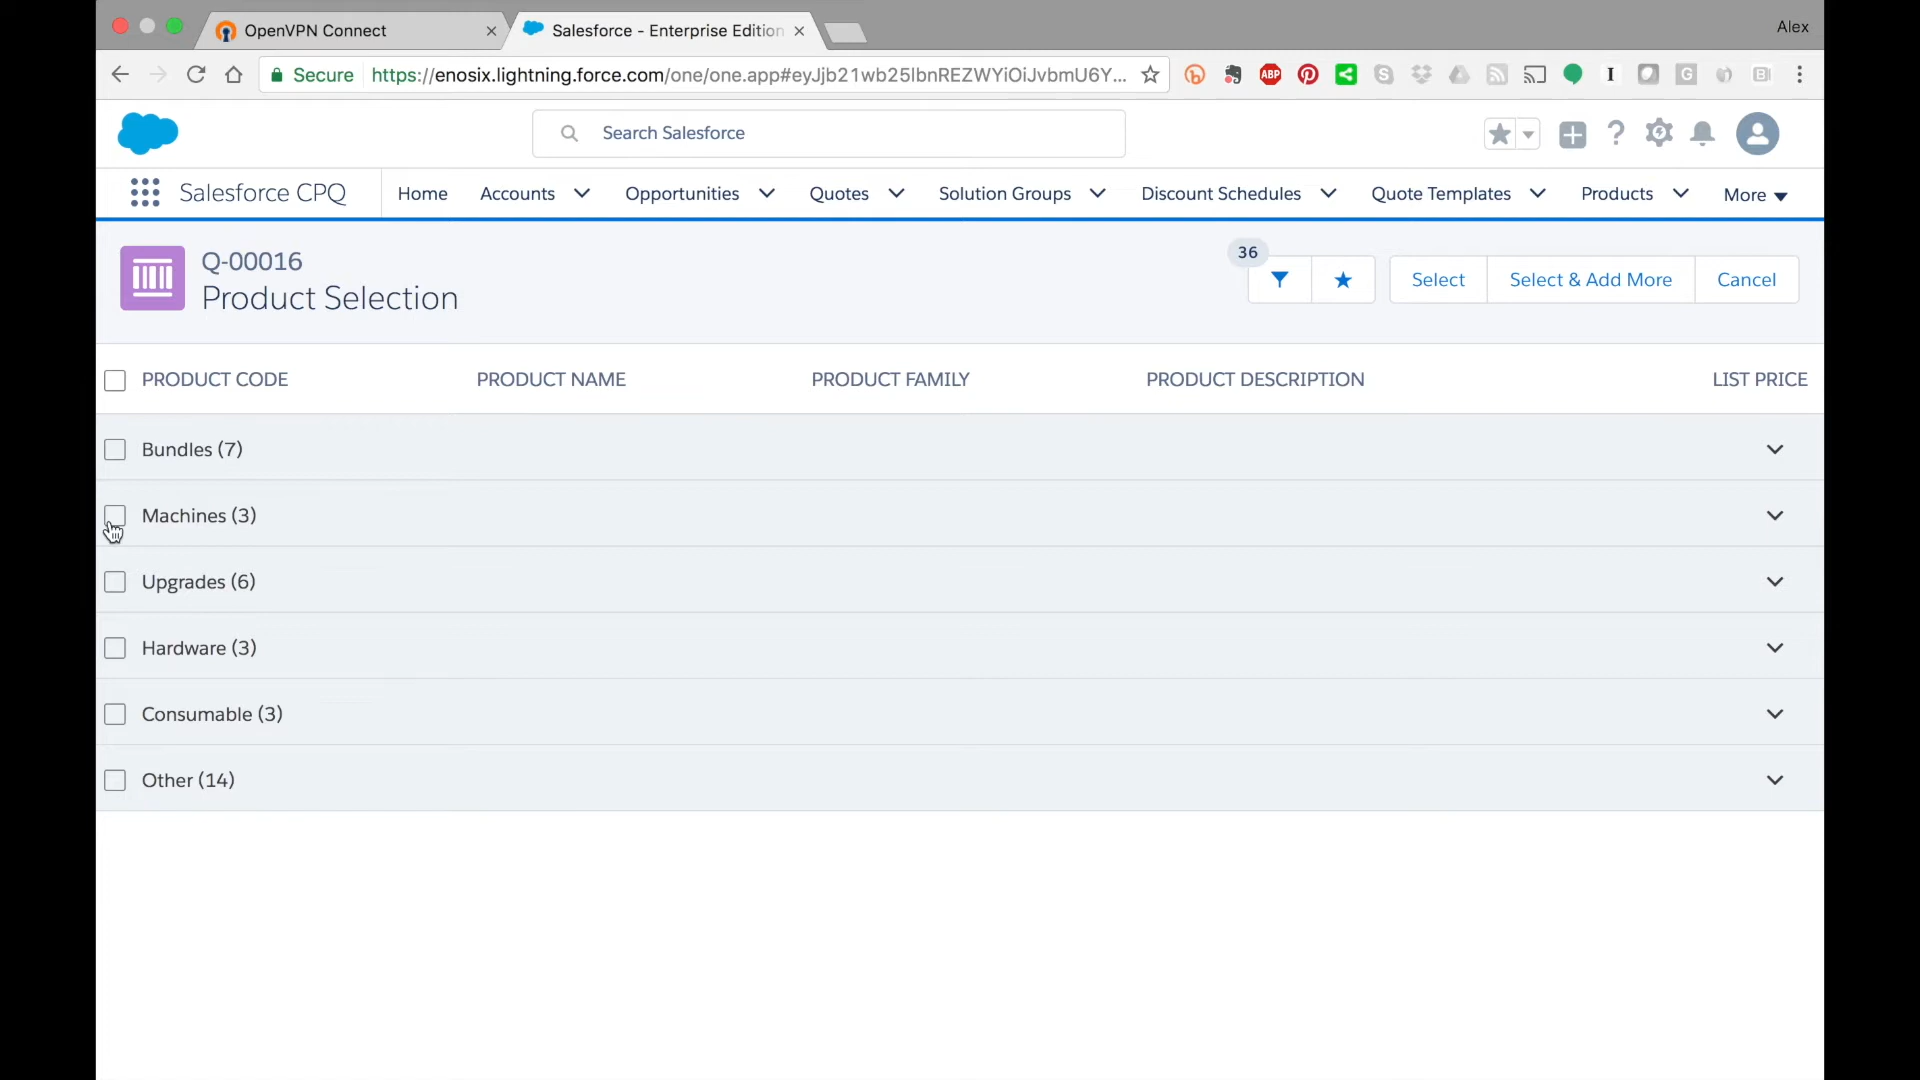 OpenVPN Connect
Salesforce - Enterprise Edition
Alex
Secure https://enosix.lightning.force.com/one/one.app#eyJjb21wb25lbnREZWYiOiJvbmU6Y...
ABP
Search Salesforce
Salesforce CPQ Home Accounts Opportunities Quotes Solution Groups Discount Schedules Quote Templates Products More
36
Q-00016
Product Selection
Select Select & Add More Cancel
PRODUCT CODE PRODUCT NAME PRODUCT FAMILY PRODUCT DESCRIPTION LIST PRICE
Bundles (7)
Machines (3)
Upgrades (6)
Hardware (3)
Consumable (3)
Other (14)